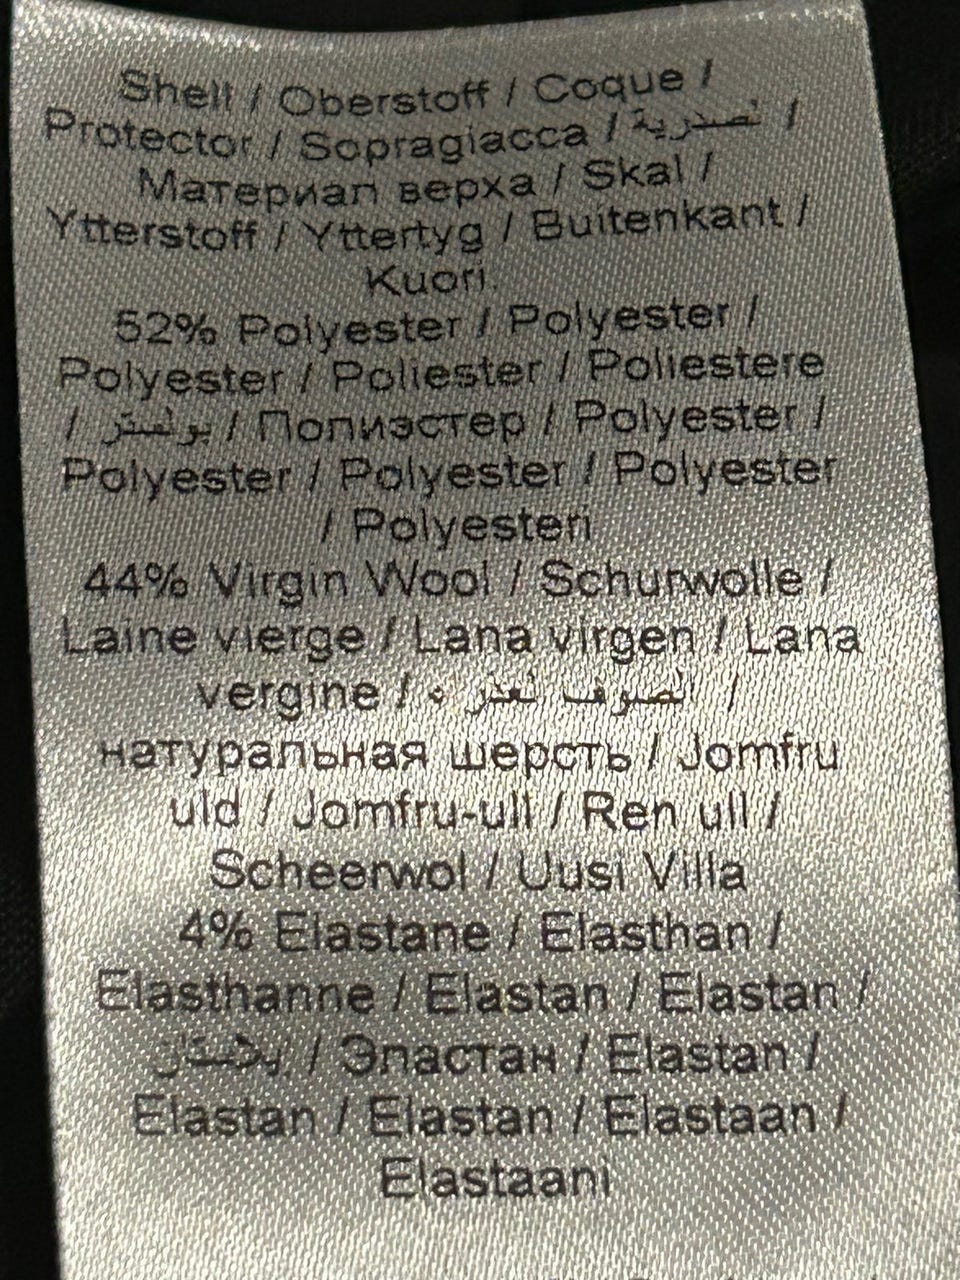 Shell / Oberstoff / Coque /
Protector / Sopragiacca / /
Материал верха / Skal /
Ytterstoff / Yttertyg / Buitenkant /
Kuori
52% Polyester / Polyester /
Polyester / Poliester / Poliestere
/ بولستر / Полиэстер / Polyester /
Polyester / Polyester / Polyester
/ Polyesteri
44% Virgin Wool / Schurwolle /
Laine vierge / Lana virgen / Lana
vergine / الصوف /
натуральная шерсть / Jomfru
uld / Jomfru-ull / Ren ull /
Scheerwol / Uusi Villa
4% Elastane / Elasthan /
Elasthanne / Elastan / Elastan /
/ Эластан / Elastan /
Elastan / Elastan / Elastaan /
Elastaani